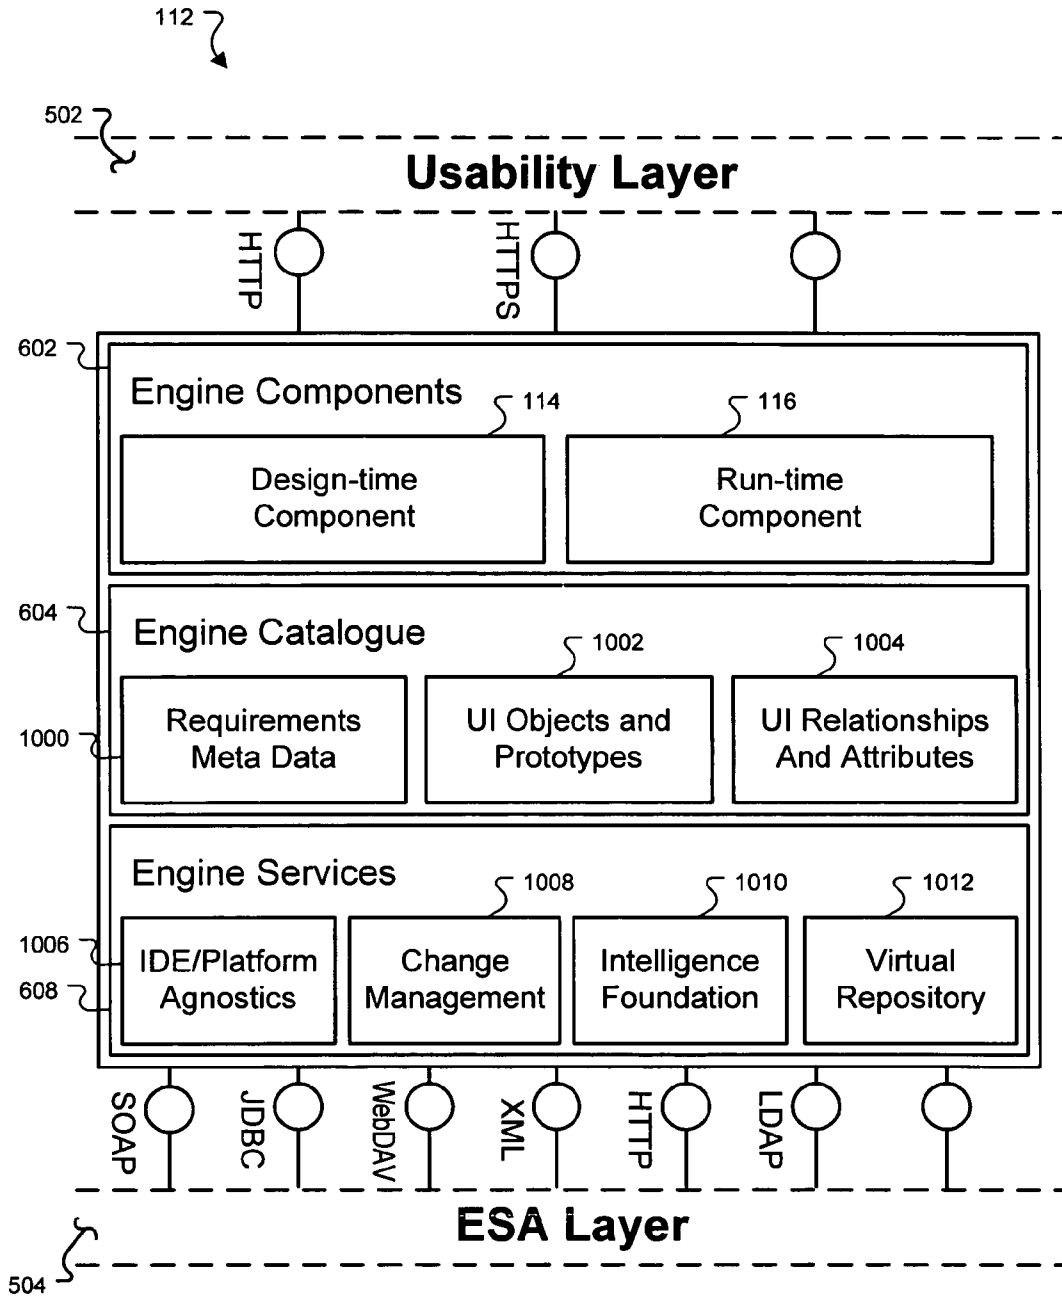 112
502
Usability Layer
HTTP
HTTPS
602
Engine Components
114
116
Design-time
Component
Run-time
Component
604
Engine Catalogue
1002
1004
1000
Requirements
Meta Data
UI Objects and
Prototypes
UI Relationships
And Attributes
Engine Services
1008
1010
1012
1006
608
IDE/Platform
Agnostics
Change
Management
Intelligence
Foundation
Virtual
Repository
SOAP
JDBC
WebDAV
XML
HTTP
LDAP
ESA Layer
504